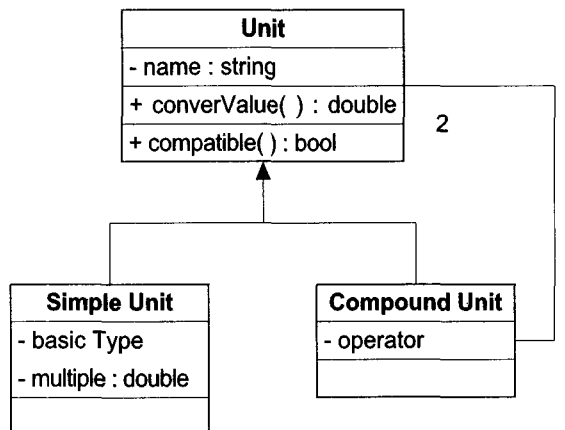 Unit
- name : string
+ converValue( ) : double
+ compatible( ) : bool
2
Simple Unit
- basic Type
- multiple : double
Compound Unit
- operator